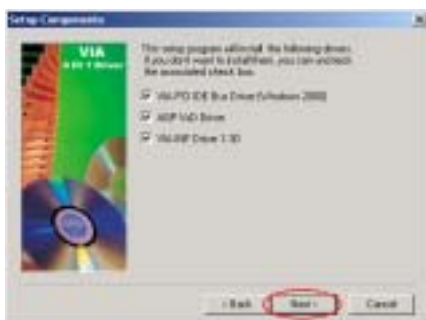 Setup Components
VIA
4 IN 1 Driver
The setup program will install the following drivers.
If you don't want to install them, you can uncheck
the associated check box.
VIA PCI IDE Bus Driver (Windows 2000)
AGP VxD Driver
VIA INF Driver 1.30
< Back
Next >
Cancel